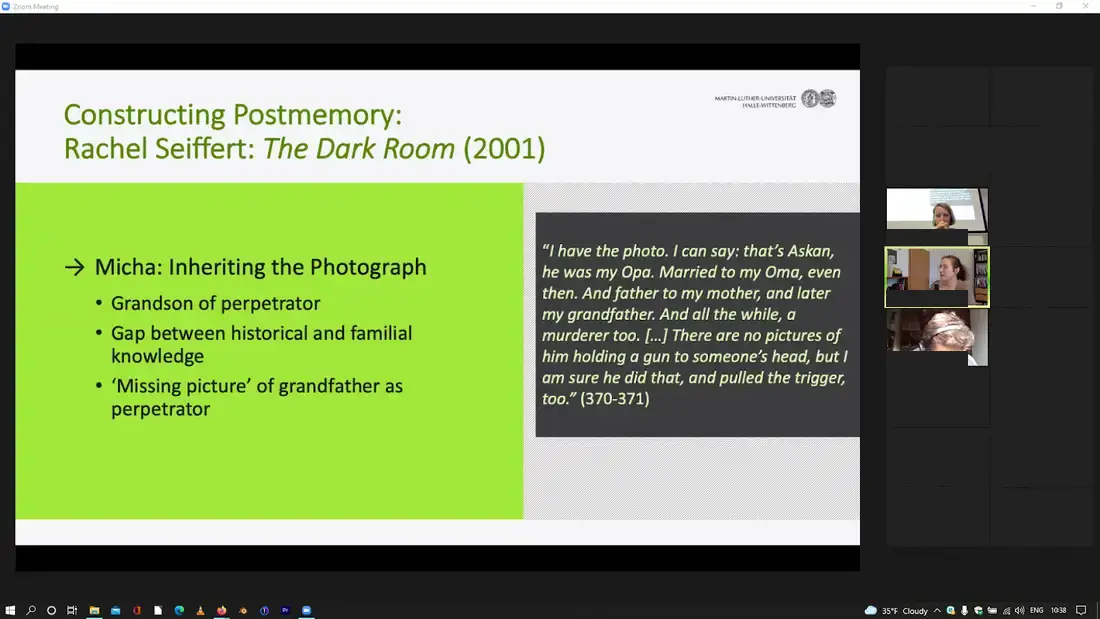 Zoom Meeting
Constructing Postmemory:
Rachel Seiffert: The Dark Room (2001)
MARTIN-LUTHER-UNIVERSITÄT
HALLE-WITTENBERG
→ Micha: Inheriting the Photograph
• Grandson of perpetrator
• Gap between historical and familial
knowledge
• ‘Missing picture’ of grandfather as
perpetrator
“I have the photo. I can say: that’s Askan,
he was my Opa. Married to my Oma, even
then. And father to my mother, and later
my grandfather. And all the while, a
murderer too. […] There are no pictures of
him holding a gun to someone’s head, but I
am sure he did that, and pulled the trigger,
too.” (370-371)
35°F Cloudy
ENG
10:38